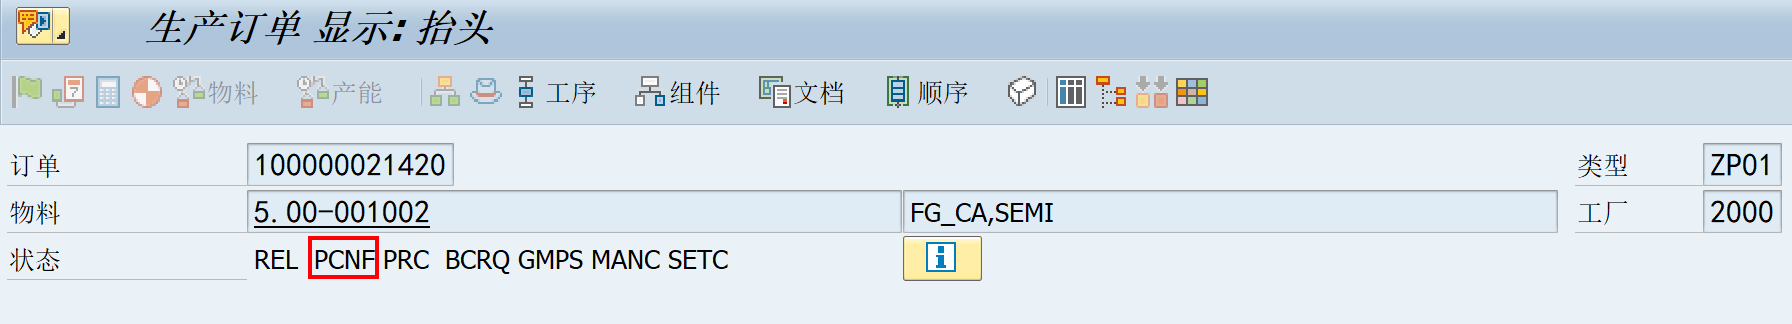 生产订单 显示: 抬头
物料 产能 工序 组件 文档 顺序
订单 100000021420 类型 ZP01
物料 5.00-001002 FG_CA,SEMI 工厂 2000
状态 REL PCNF PRC BCRQ GMPS MANC SETC